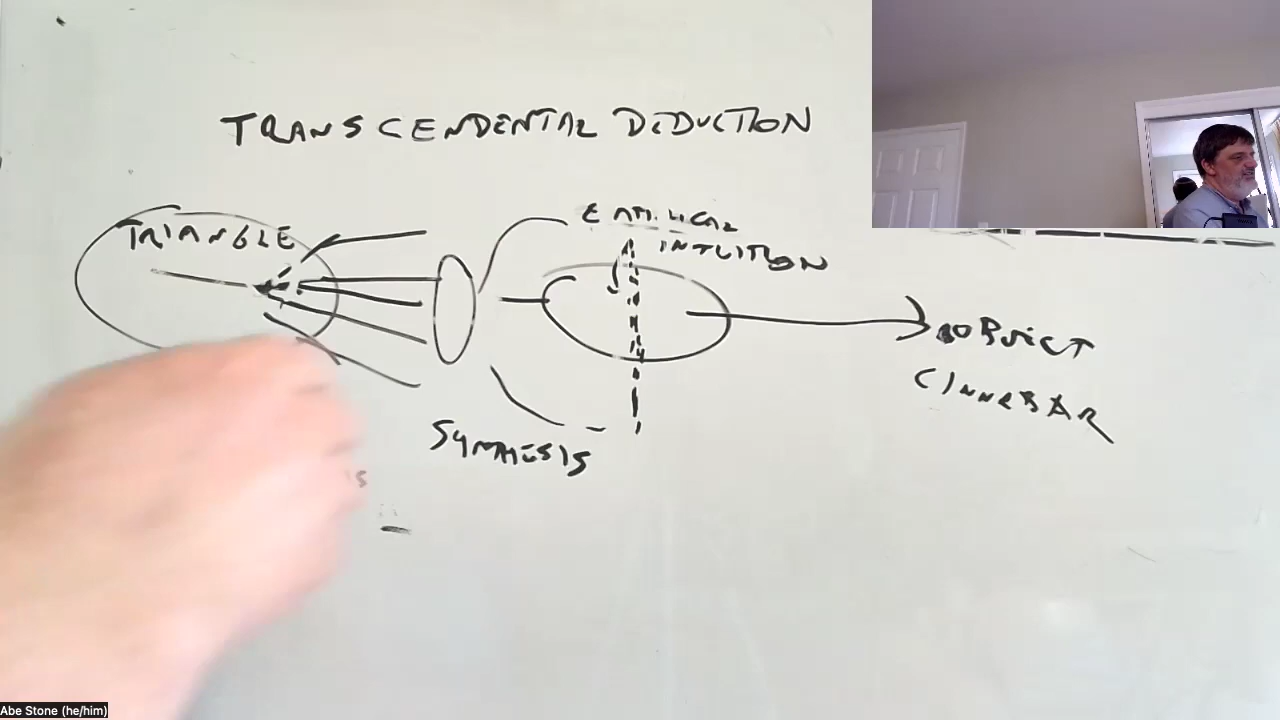 TRANSCENDENTAL DEDUCTION
TRIANGLE
EMPIRICAL
INTUITION
OBJECT
CINNEBAR
SYNTHESIS
Abe Stone (he/him)